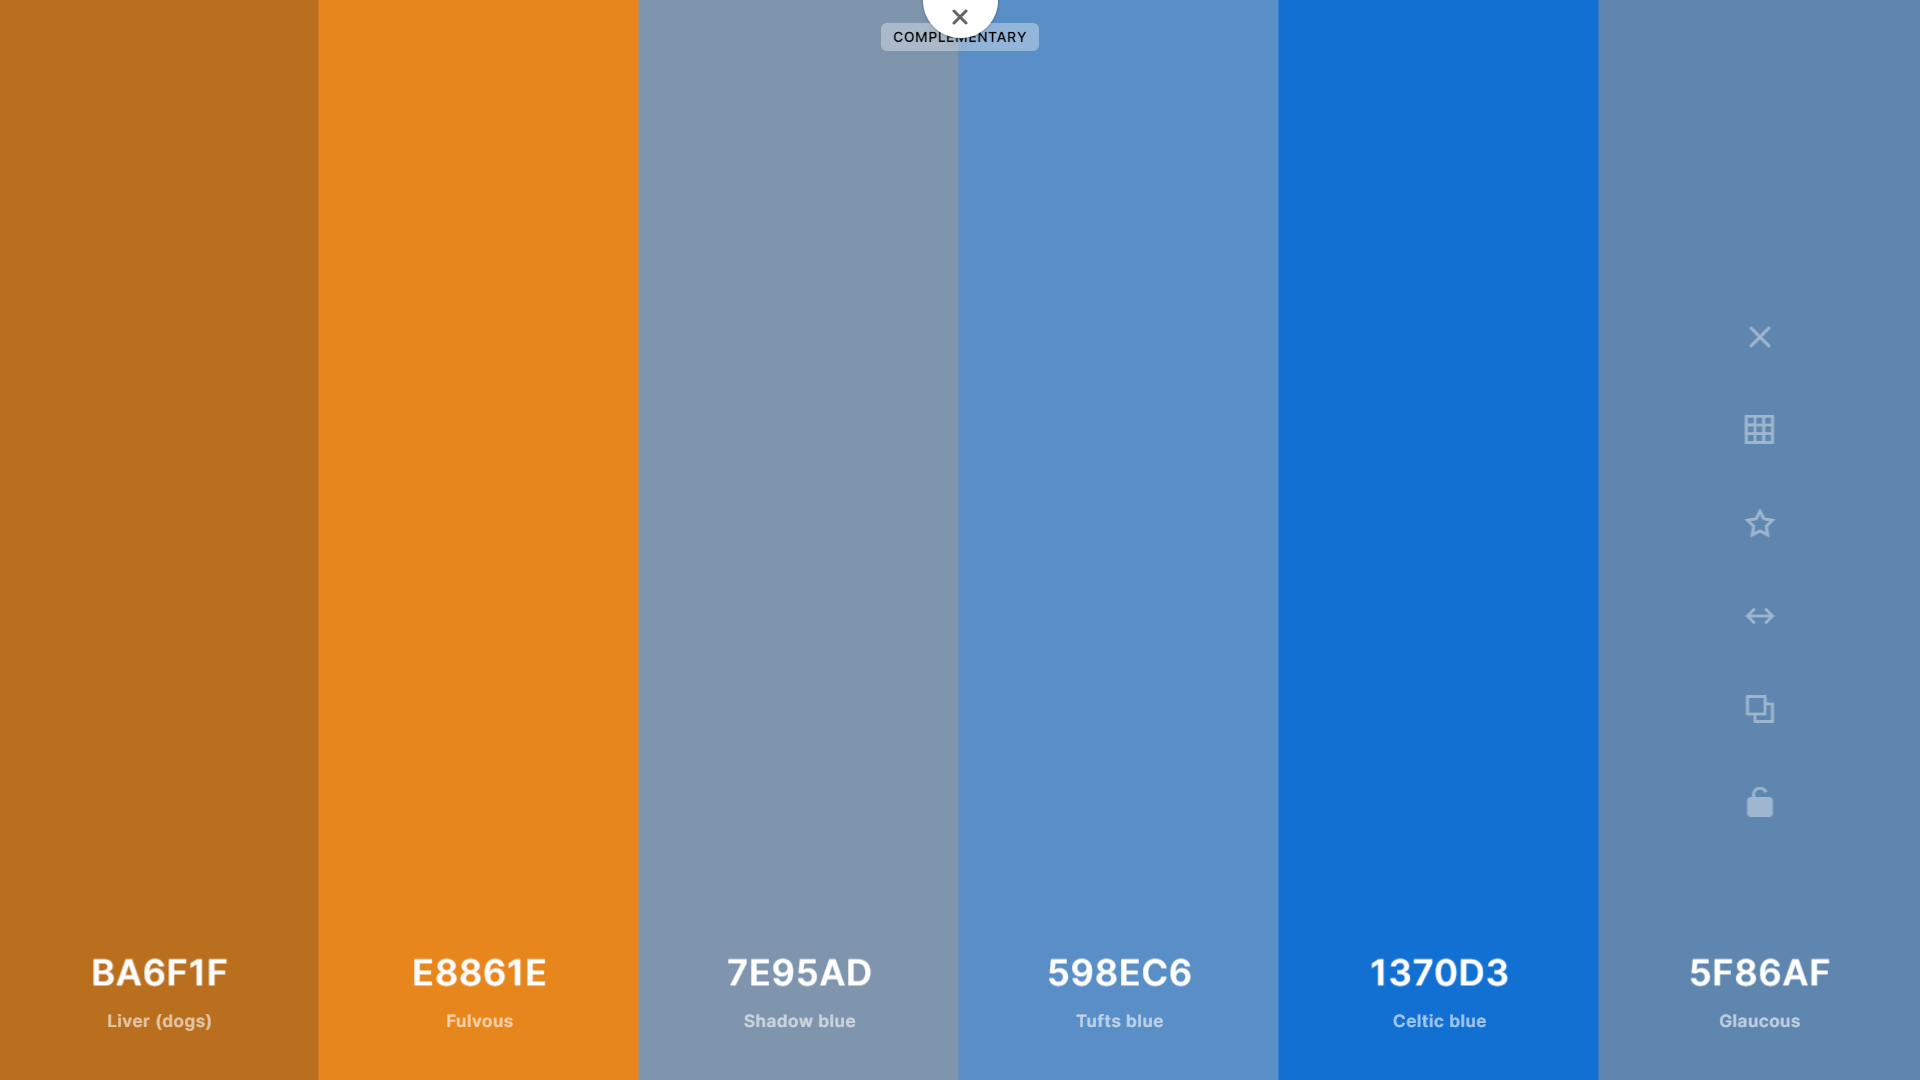 COMPLEMENTARY
BA6F1F
Liver (dogs)
E8861E
Fulvous
7E95AD
Shadow blue
598EC6
Tufts blue
1370D3
Celtic blue
5F86AF
Glaucous